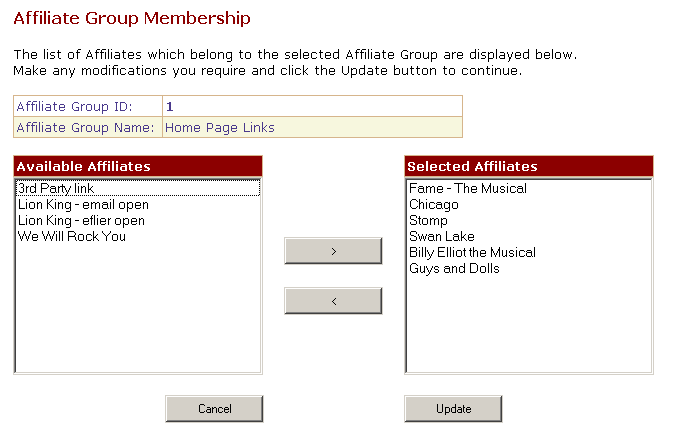 Affiliate Group Membership
The list of Affiliates which belong to the selected Affiliate Group are displayed below.
Make any modifications you require and click the Update button to continue.
Affiliate Group ID: 1
Affiliate Group Name: Home Page Links
Available Affiliates
3rd Party link
Lion King - email open
Lion King - eflier open
We Will Rock You
>
<
Selected Affiliates
Fame - The Musical
Chicago
Stomp
Swan Lake
Billy Elliot the Musical
Guys and Dolls
Cancel
Update